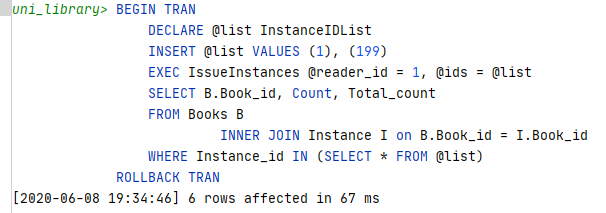 uni_library> BEGIN TRAN
DECLARE @list InstanceIDList
INSERT @list VALUES (1), (199)
EXEC IssueInstances @reader_id = 1, @ids = @list
SELECT B.Book_id, Count, Total_count
FROM Books B
INNER JOIN Instance I on B.Book_id = I.Book_id
WHERE Instance_id IN (SELECT * FROM @list)
ROLLBACK TRAN
[2020-06-08 19:34:46] 6 rows affected in 67 ms